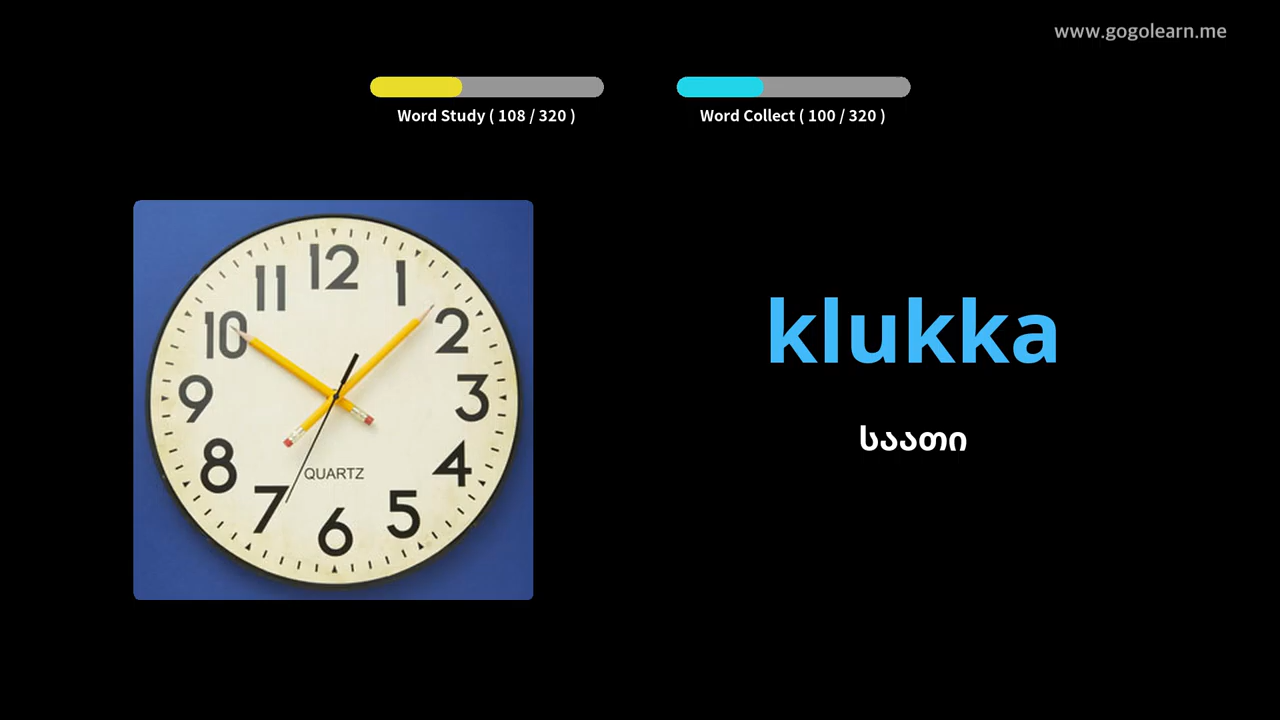 www.gogolearn.me
Word Study ( 108 / 320 )
Word Collect ( 100 / 320 )
12
11
1
10
2
9
3
8
4
QUARTZ
7
5
6
klukka
საათი